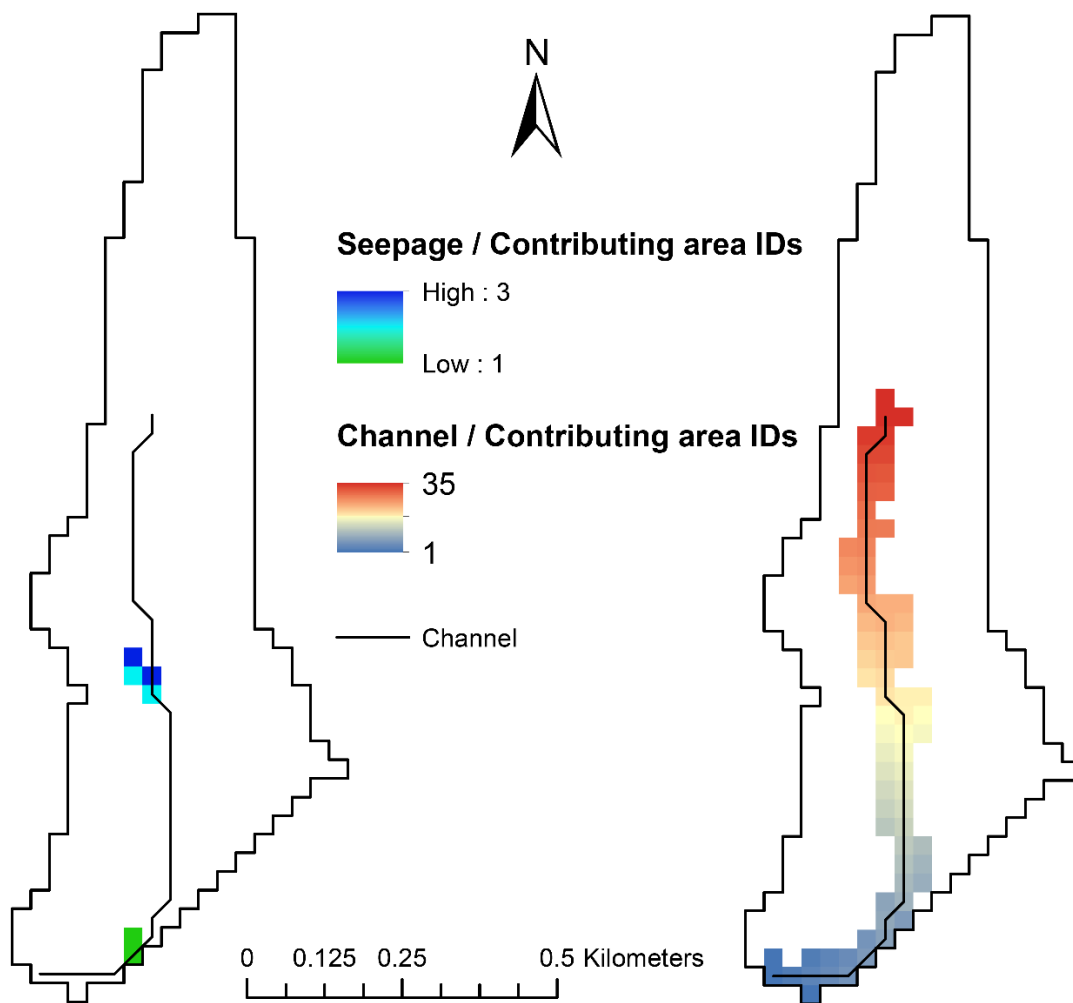 N
Seepage / Contributing area IDs
High : 3
Low : 1
Channel / Contributing area IDs
35
1
Channel
0 0.125 0.25 0.5 Kilometers